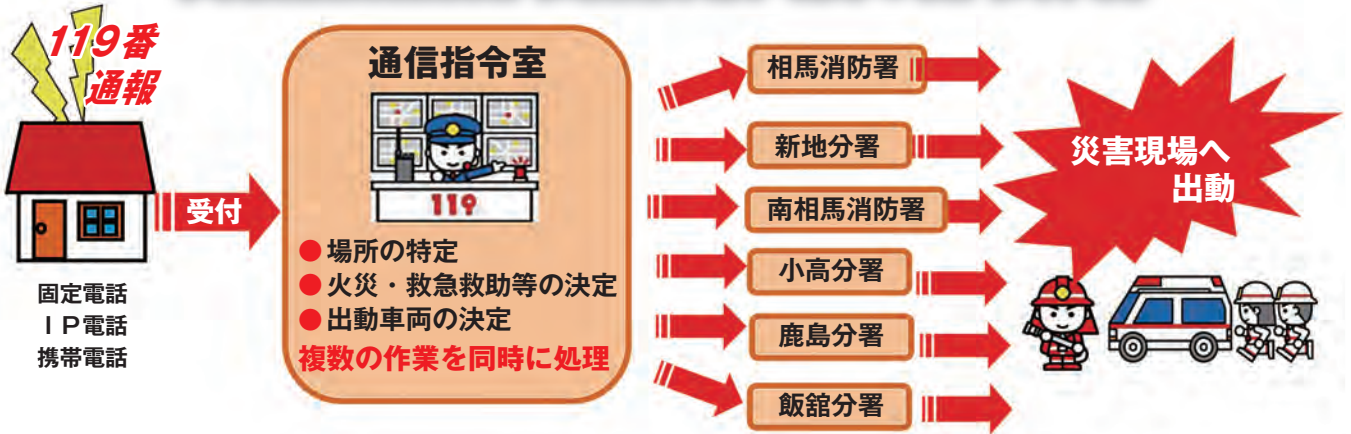 119番
通報
固定電話
ＩＰ電話
携帯電話
受付
通信指令室
119
●場所の特定
●火災・救急救助等の決定
●出動車両の決定
複数の作業を同時に処理
相馬消防署
新地分署
南相馬消防署
小高分署
鹿島分署
飯舘分署
災害現場へ
出動